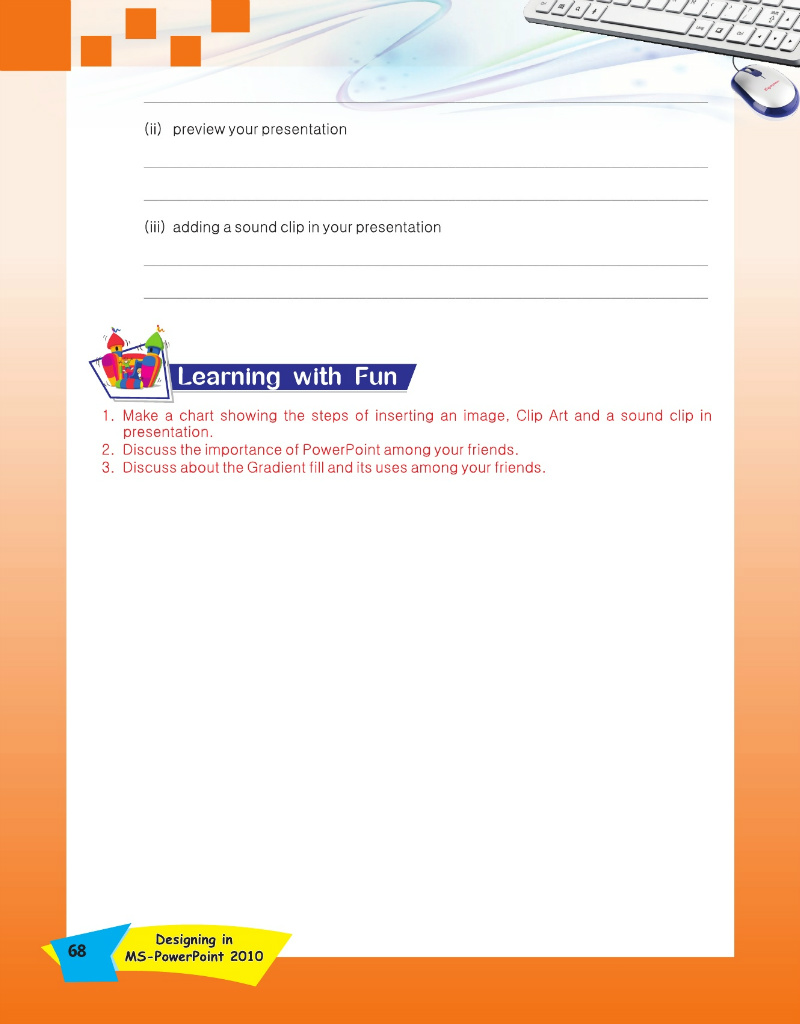 (ii) preview your presentation
(iii) adding a sound clip in your presentation
Learning with Fun
1. Make a chart showing the steps of inserting an image, Clip Art and a sound clip in
presentation.
2. Discuss the importance of PowerPoint among your friends.
3. Discuss about the Gradient fill and its uses among your friends.
68
Designing in
MS-PowerPoint 2010